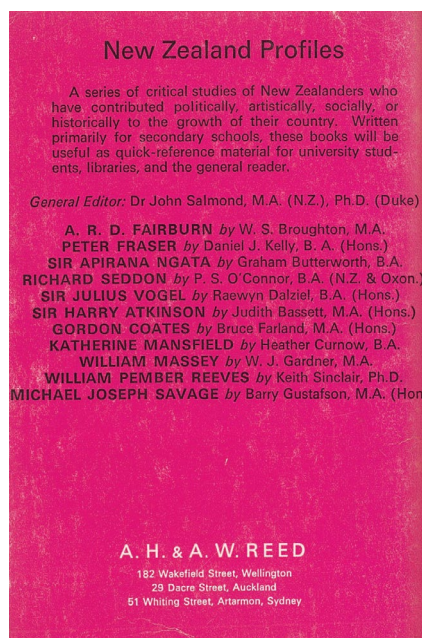 New Zealand Profiles
A series of critical studies of New Zealanders who
have contributed politically, artistically, socially, or
historically to the growth of their country. Written
primarily for secondary schools, these books will be
useful as quick-reference material for university stud-
ents, libraries, and the general reader.
General Editor: Dr John Salmond, M.A. (N.Z.), Ph.D. (Duke)
A. R. D. FAIRBURN by W. S. Broughton, M.A.
PETER FRASER by Daniel J. Kelly, B. A. (Hons.)
SIR APIRANA NGATA by Graham Butterworth, B.A.
RICHARD SEDDON by P. S. O'Connor, B.A. (N.Z. & Oxon.)
SIR JULIUS VOGEL by Raewyn Dalziel, B.A. (Hons.)
SIR HARRY ATKINSON by Judith Bassett, M.A. (Hons.)
GORDON COATES by Bruce Farland, M.A. (Hons.)
KATHERINE MANSFIELD by Heather Curnow, B.A.
WILLIAM MASSEY by W. J. Gardner, M.A.
WILLIAM PEMBER REEVES by Keith Sinclair, Ph.D.
MICHAEL JOSEPH SAVAGE by Barry Gustafson, M.A. (Hon
A. H. & A. W. REED
182 Wakefield Street, Wellington
29 Dacre Street, Auckland
51 Whiting Street, Artarmon, Sydney